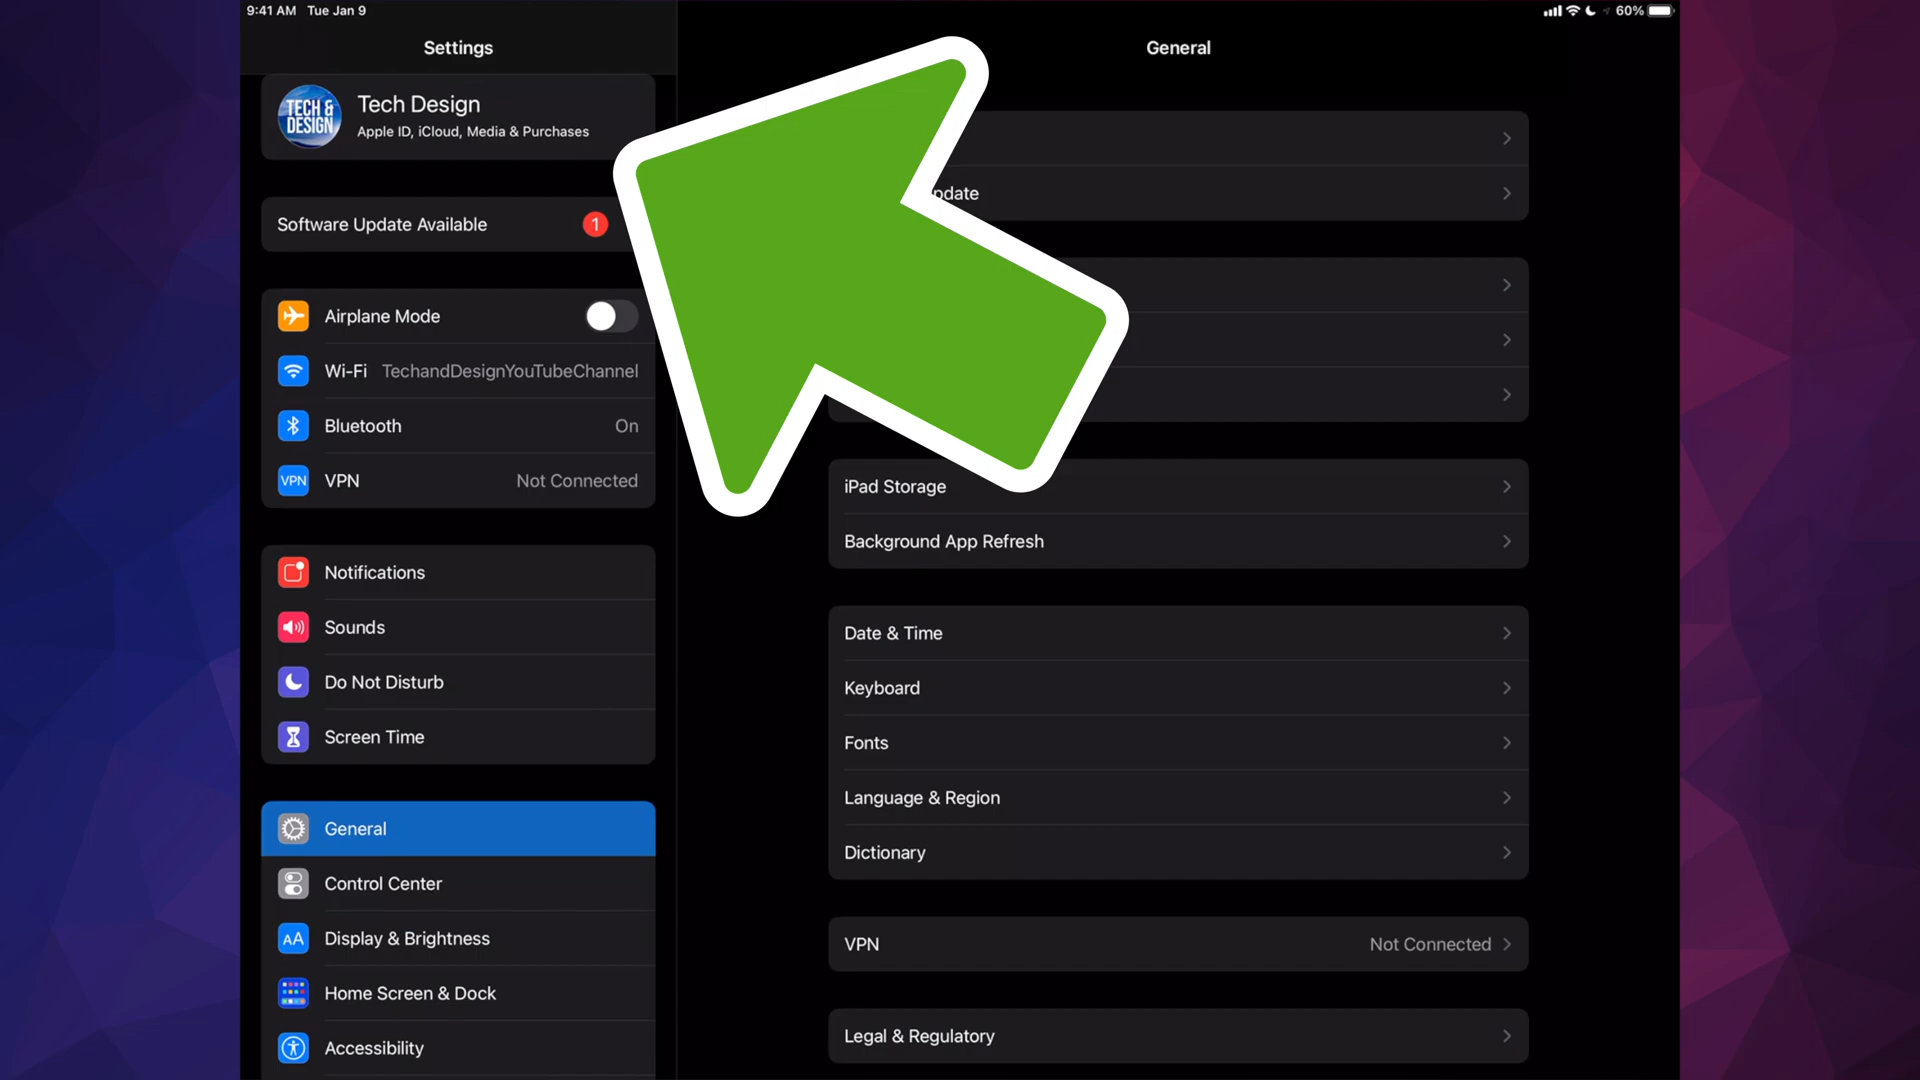 9:41 AM Tue Jan 9
60%
Settings
General
TECH &
DESIGN
Tech Design
Apple ID, iCloud, Media & Purchases
Software Update Available 1
Airplane Mode
Wi-Fi TechandDesignYouTubeChannel
Bluetooth On
VPN VPN Not Connected
Notifications
Sounds
Do Not Disturb
Screen Time
General
Control Center
AA Display & Brightness
Home Screen & Dock
Accessibility
iPad Storage
Background App Refresh
Date & Time
Keyboard
Fonts
Language & Region
Dictionary
VPN Not Connected
Legal & Regulatory